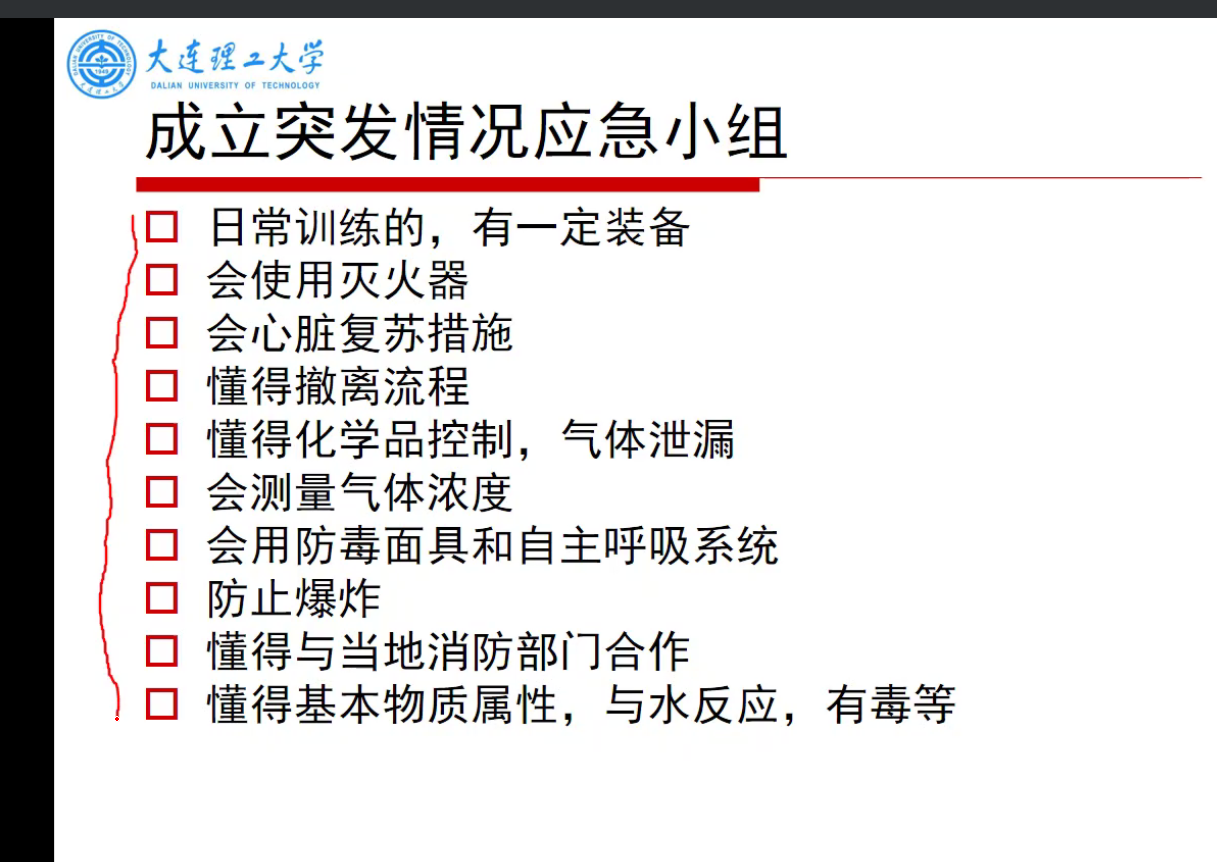 大连理工大学
DALIAN UNIVERSITY OF TECHNOLOGY
成立突发情况应急小组
日常训练的，有一定装备
会使用灭火器
会心脏复苏措施
懂得撤离流程
懂得化学品控制，气体泄漏
会测量气体浓度
会用防毒面具和自主呼吸系统
防止爆炸
懂得与当地消防部门合作
懂得基本物质属性，与水反应，有毒等